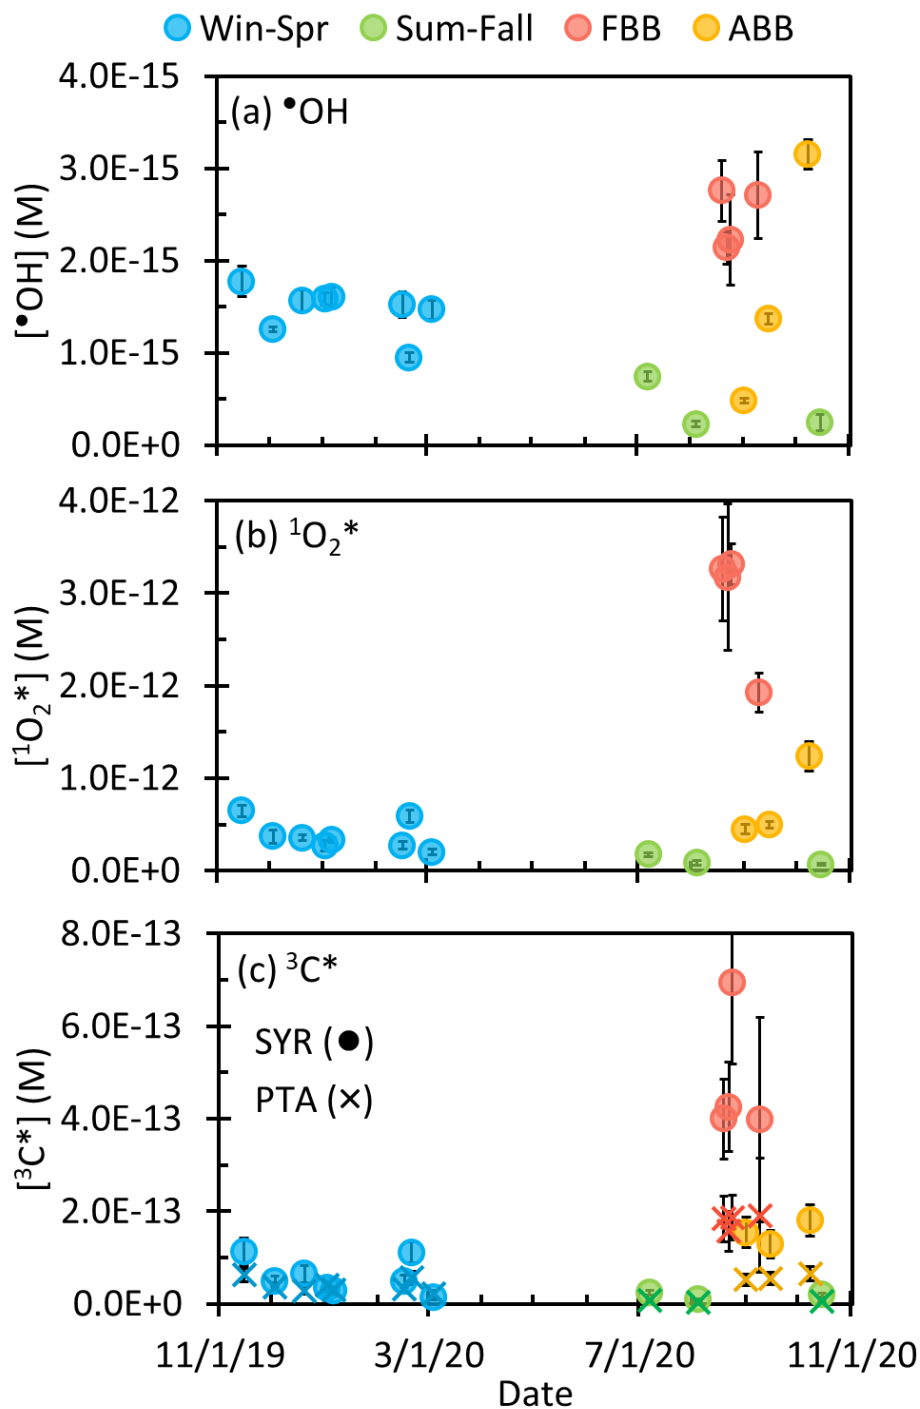 Win-Spr Sum-Fall FBB ABB
4.0E-15
(a) •OH
3.0E-15
2.0E-15
1.0E-15
0.0E+0
[•OH] (M)
4.0E-12
(b) ¹O₂*
3.0E-12
2.0E-12
1.0E-12
0.0E+0
[¹O₂*] (M)
8.0E-13
(c) ³C*
6.0E-13
SYR (●)
PTA (×)
4.0E-13
2.0E-13
0.0E+0
[³C*] (M)
11/1/19 3/1/20 7/1/20 11/1/20
Date